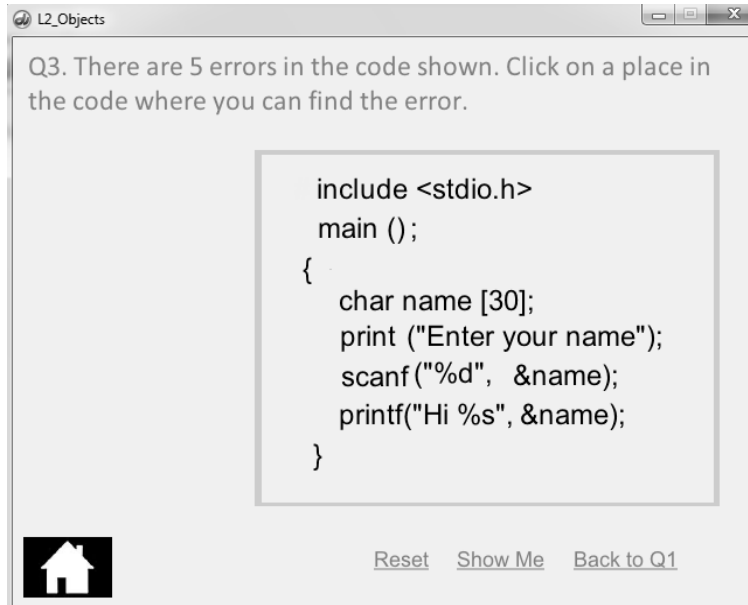 L2_Objects
Q3. There are 5 errors in the code shown. Click on a place in
the code where you can find the error.
include <stdio.h>
main () ;
{
char name [30];
print ("Enter your name");
scanf ("%d", &name);
printf("Hi %s", &name);
}
Reset Show Me Back to Q1